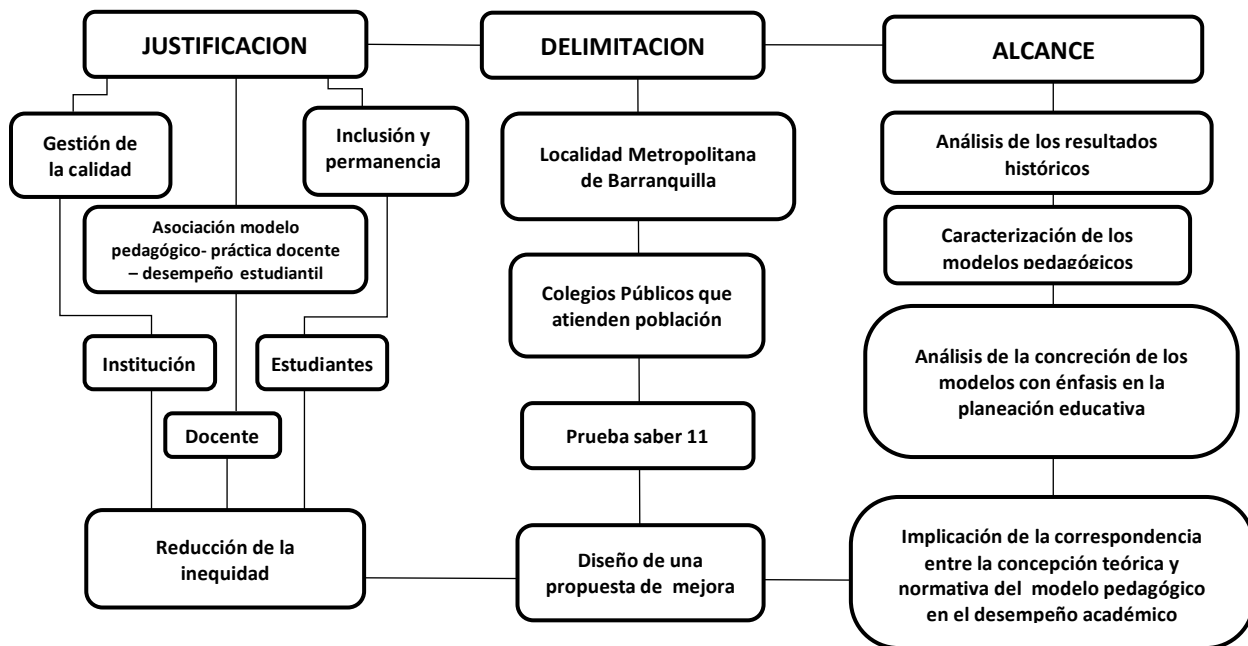 JUSTIFICACION
DELIMITACION
ALCANCE
Gestión de
la calidad
Inclusión y
permanencia
Asociación modelo
pedagógico- práctica docente
– desempeño estudiantil
Institución
Estudiantes
Docente
Reducción de la
inequidad
Localidad Metropolitana
de Barranquilla
Colegios Públicos que
atienden población
Prueba saber 11
Diseño de una
propuesta de mejora
Análisis de los resultados
históricos
Caracterización de los
modelos pedagógicos
Análisis de la concreción de los
modelos con énfasis en la
planeación educativa
Implicación de la correspondencia
entre la concepción teórica y
normativa del modelo pedagógico
en el desempeño académico